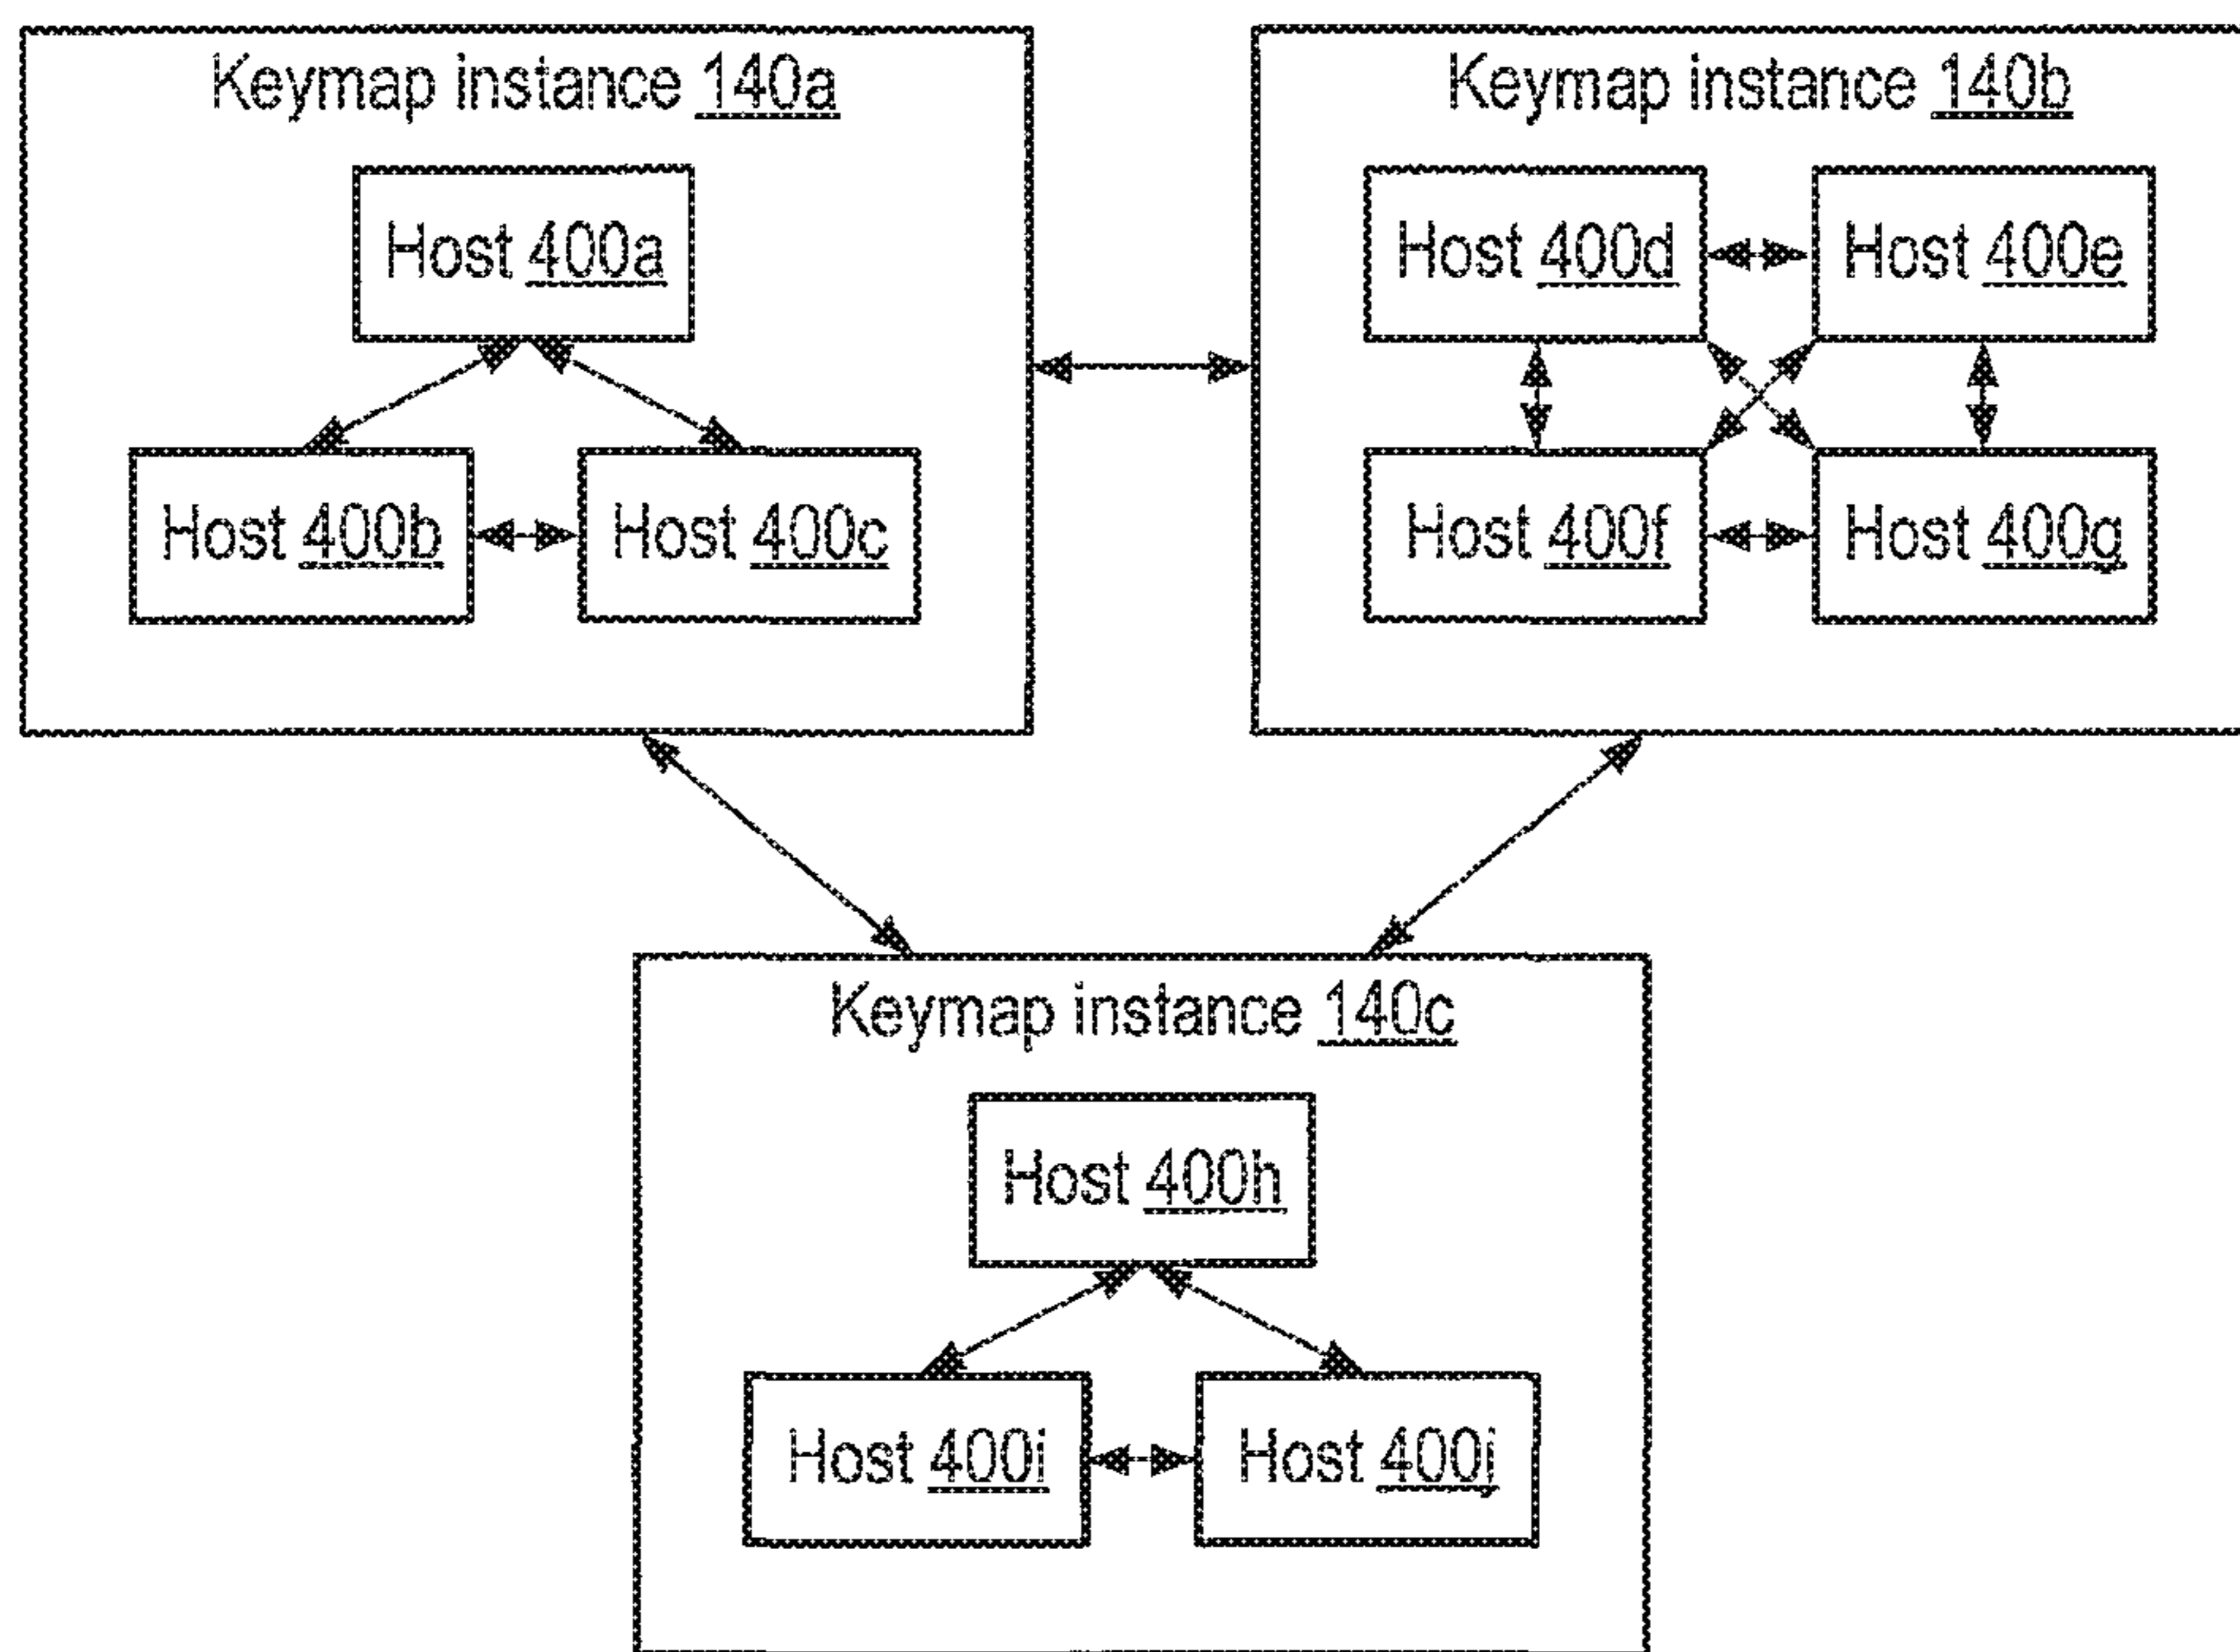 Keymap instance 140a
Host 400a
Host 400b
Host 400c
Keymap instance 140b
Host 400d
Host 400e
Host 400f
Host 400g
Keymap instance 140c
Host 400h
Host 400i
Host 400j